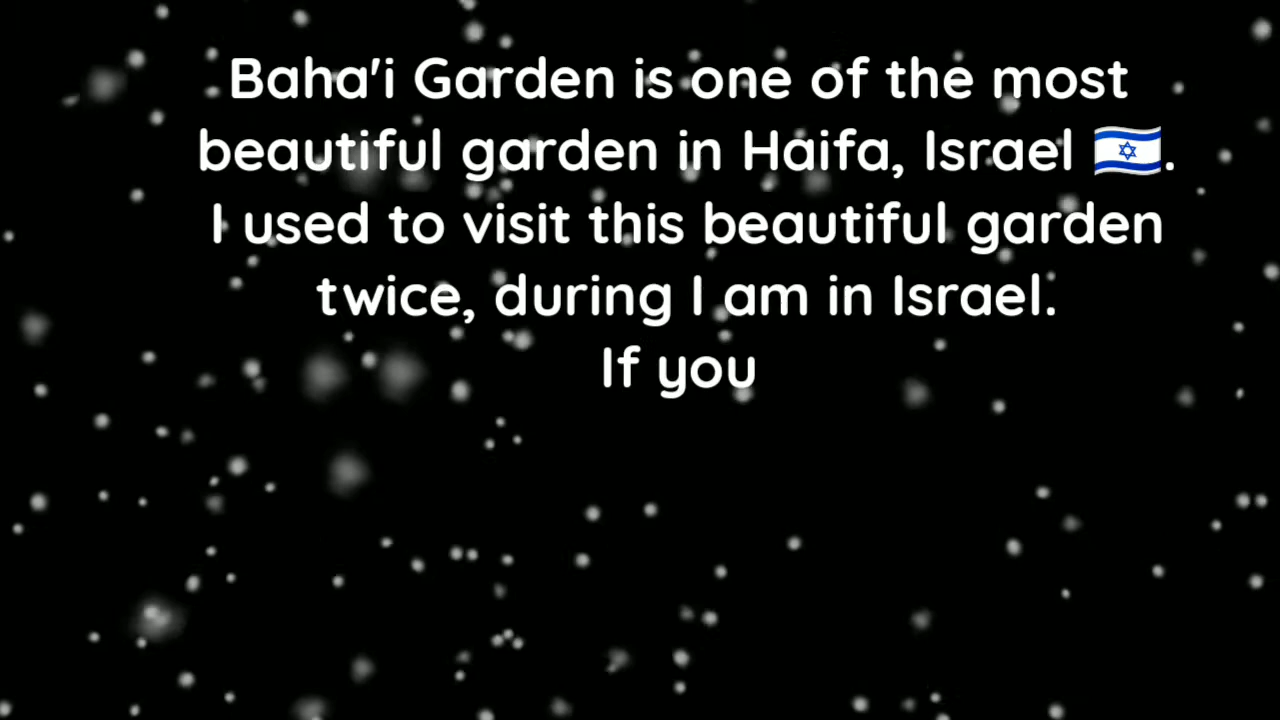 Baha'i Garden is one of the most
beautiful garden in Haifa, Israel 🇮🇱.
I used to visit this beautiful garden
twice, during I am in Israel.
If you